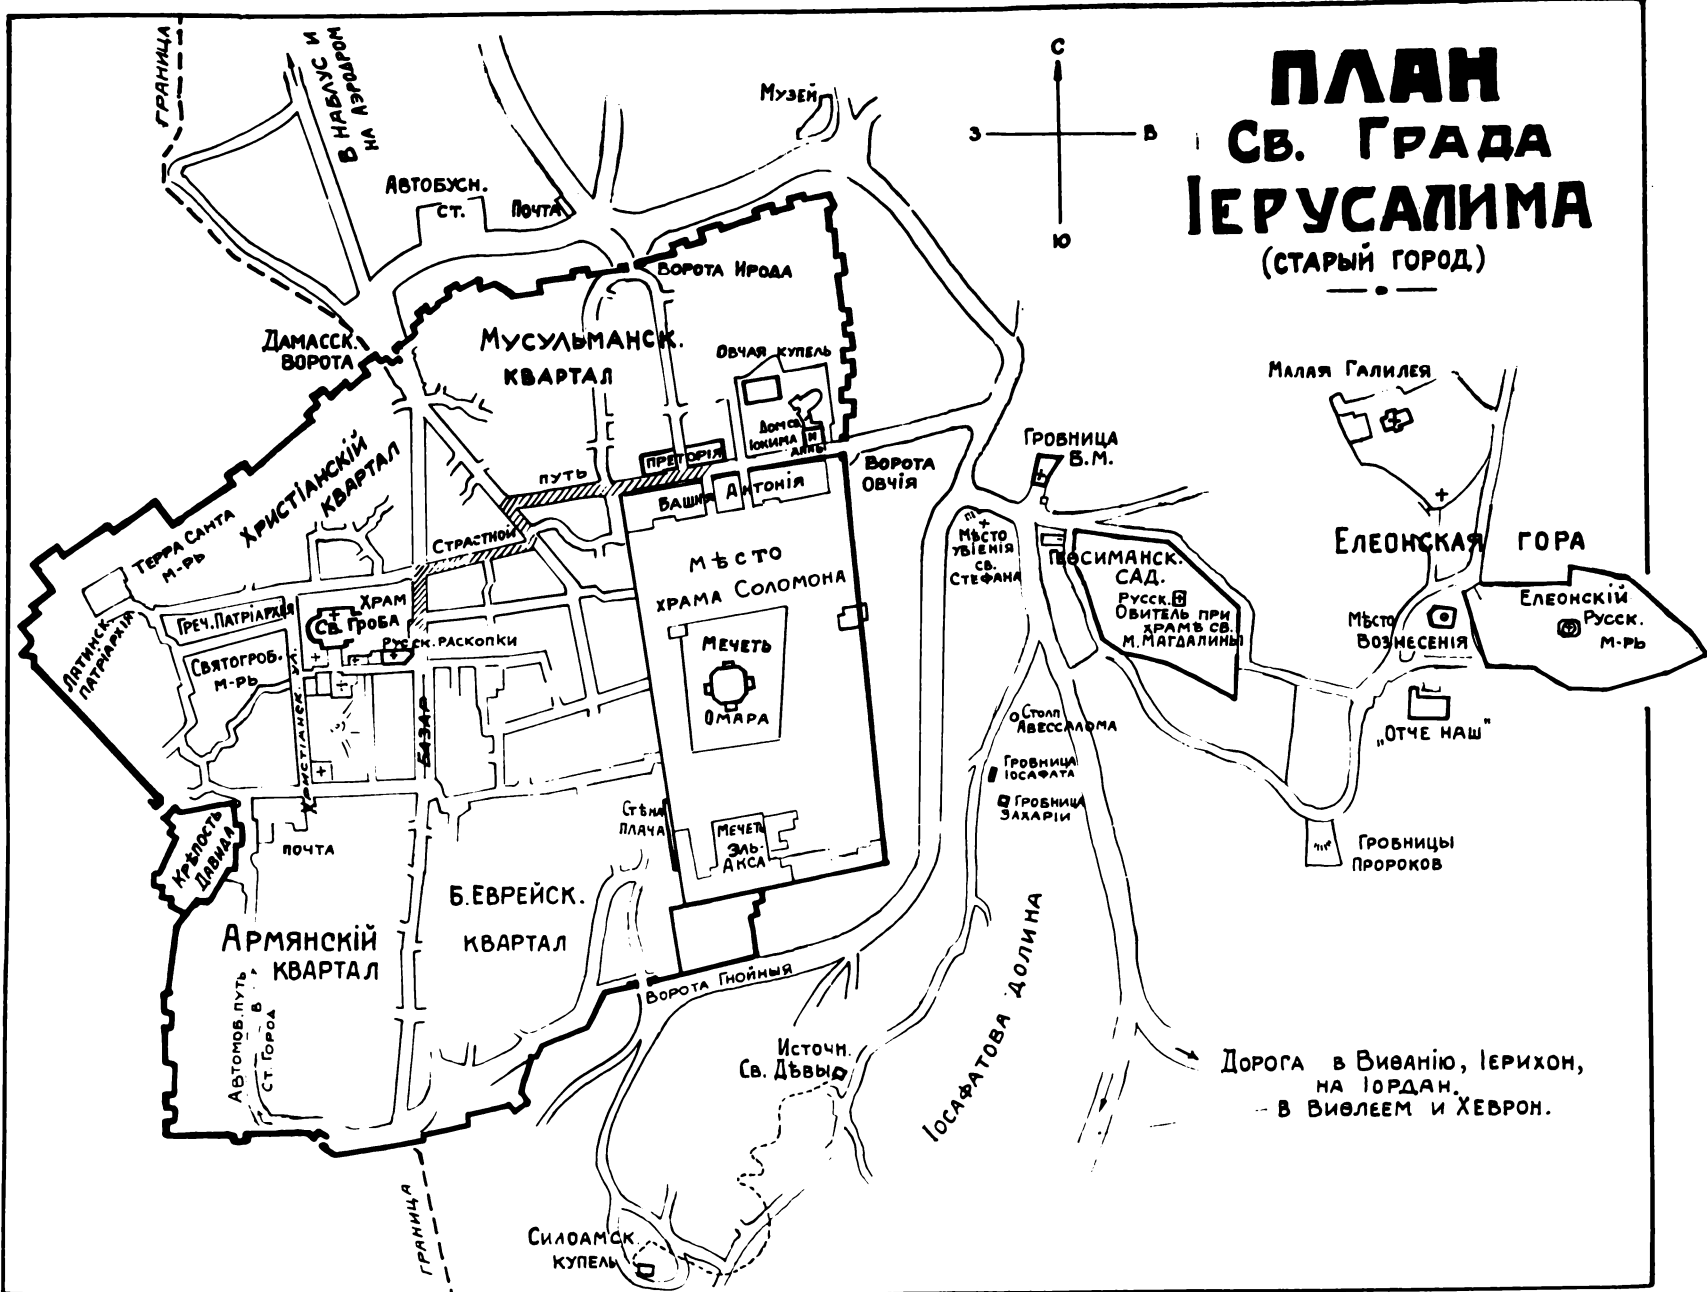 ПЛАН
СВ. ГРАДА
ІЕРУСАЛИМА
(СТАРЫЙ ГОРОД)
С
З
В
Ю
ГРАНИЦА
В НАБЛУС И
НА АЭРОДРОМ
АВТОБУСН.
СТ.
ПОЧТА
МУЗЕЙ
ВОРОТА ИРОДА
ДАМАССК.
ВОРОТА
МУСУЛЬМАНСК.
КВАРТАЛ
ОВЧАЯ КУПЕЛЬ
ДОМ СВ.
ІОКИМА И
АННЫ
ПРЕТОРІЯ
ПУТЬ
СТРАСТНОЙ
БАШНЯ АНТОНІЯ
ВОРОТА
ОВЧІЯ
ХРИСТІАНСКІЙ
КВАРТАЛ
ТЕРРА САНТА
М-РЬ
ЛАТИНСК.
ПАТРІАРХІЯ
ГРЕЧ. ПАТРІАРХІЯ
ХРАМ
СВ. ГРОБА
РУССК. РАСКОПКИ
СВЯТОГРОБ.
М-РЬ
ХРИСТІАНСК. УЛ.
БАЗАР
МѢСТО
ХРАМА СОЛОМОНА
МЕЧЕТЬ
ОМАРА
СТѢНА
ПЛАЧА
МЕЧЕТЬ
ЭЛЬ-
АКСА
КРѢПОСТЬ
ДАВИДА
ПОЧТА
АРМЯНСКІЙ
КВАРТАЛ
Б. ЕВРЕЙСК.
КВАРТАЛ
АВТОМОБ. ПУТЬ
В
СТ. ГОРОД
ВОРОТА ГНОЙНЫЯ
ГРАНИЦА
ИСТОЧН.
СВ. ДѢВЫ
СИЛОАМСК.
КУПЕЛЬ
ІОСАФАТОВА ДОЛИНА
ГРОБНИЦА
Б.М.
МѢСТО
УБІЕНІЯ
СВ.
СТЕФАНА
ГЕѲСИМАНСК.
САД.
РУССК.
ОБИТЕЛЬ ПРИ
ХРАМѢ СВ.
М. МАГДАЛИНЫ
СТОЛП
АВЕССАЛОМА
ГРОБНИЦА
ІОСАФАТА
ГРОБНИЦА
ЗАХАРІИ
МАЛАЯ ГАЛИЛЕЯ
ЕЛЕОНСКАЯ ГОРА
МѢСТО
ВОЗНЕСЕНІЯ
ЕЛЕОНСКІЙ
РУССК.
М-РЬ
„ОТЧЕ НАШ"
ГРОБНИЦЫ
ПРОРОКОВ
ДОРОГА В ВИѲАНІЮ, ІЕРИХОН,
НА ІОРДАН.
- В ВИѲЛЕЕМ И ХЕВРОН.